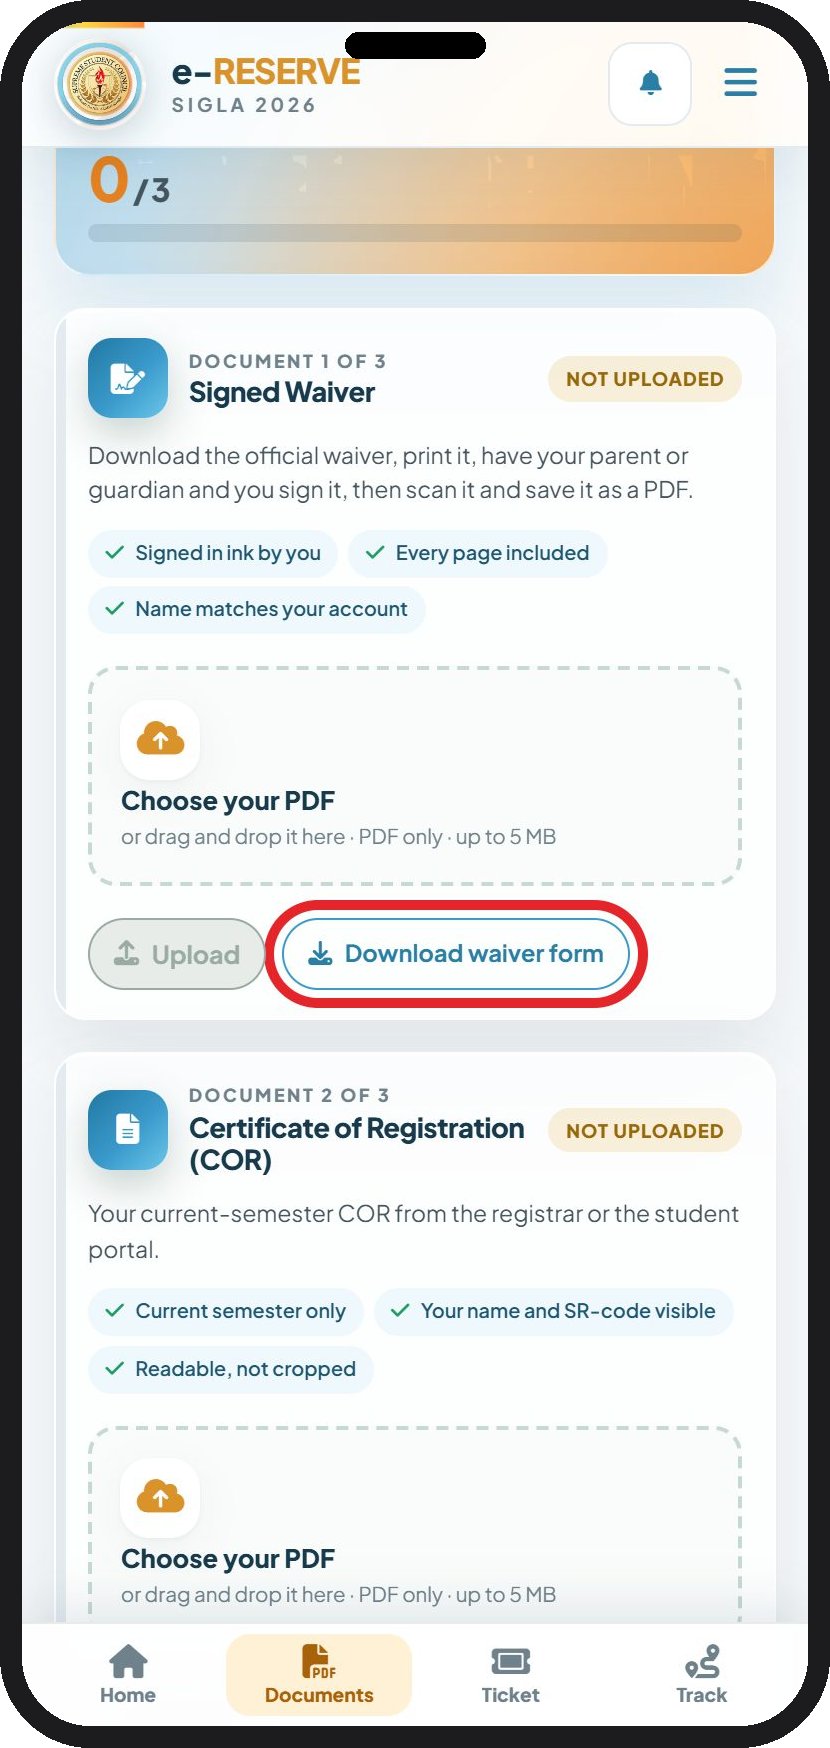 e-RESERVE
SIGLA 2026
0/3
DOCUMENT 1 OF 3
Signed Waiver
NOT UPLOADED
Download the official waiver, print it, have your parent or
guardian and you sign it, then scan it and save it as a PDF.
Signed in ink by you
Every page included
Name matches your account
Choose your PDF
or drag and drop it here · PDF only · up to 5 MB
Upload
Download waiver form
DOCUMENT 2 OF 3
Certificate of Registration
(COR)
NOT UPLOADED
Your current-semester COR from the registrar or the student
portal.
Current semester only
Your name and SR-code visible
Readable, not cropped
Choose your PDF
or drag and drop it here · PDF only · up to 5 MB
PDF
Home
Documents
Ticket
Track